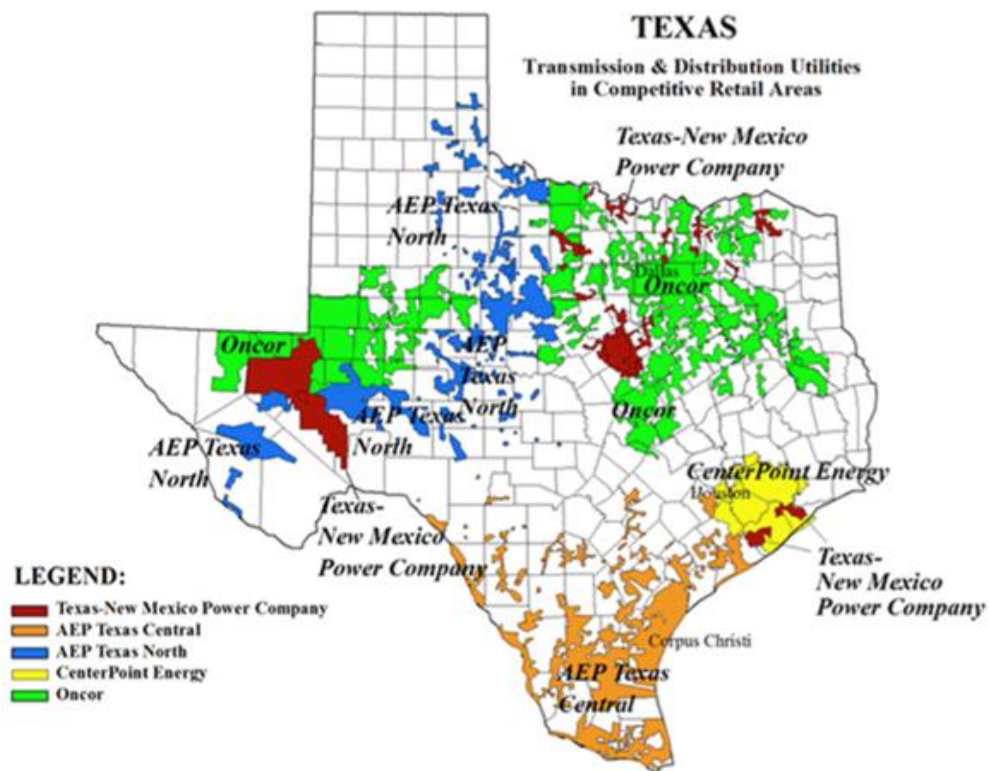 TEXAS
Transmission & Distribution Utilities
in Competitive Retail Areas
Texas-New Mexico
Power Company
AEP Texas
North
Dallas
Oncor
Oncor
AEP
Texas
North
Oncor
AEP Texas
North
AEP Texas
North
CenterPoint Energy
Houston
Texas-
New Mexico
Power Company
Texas-
New Mexico
Power Company
Corpus Christi
AEP Texas
Central
LEGEND:
Texas-New Mexico Power Company
AEP Texas Central
AEP Texas North
CenterPoint Energy
Oncor